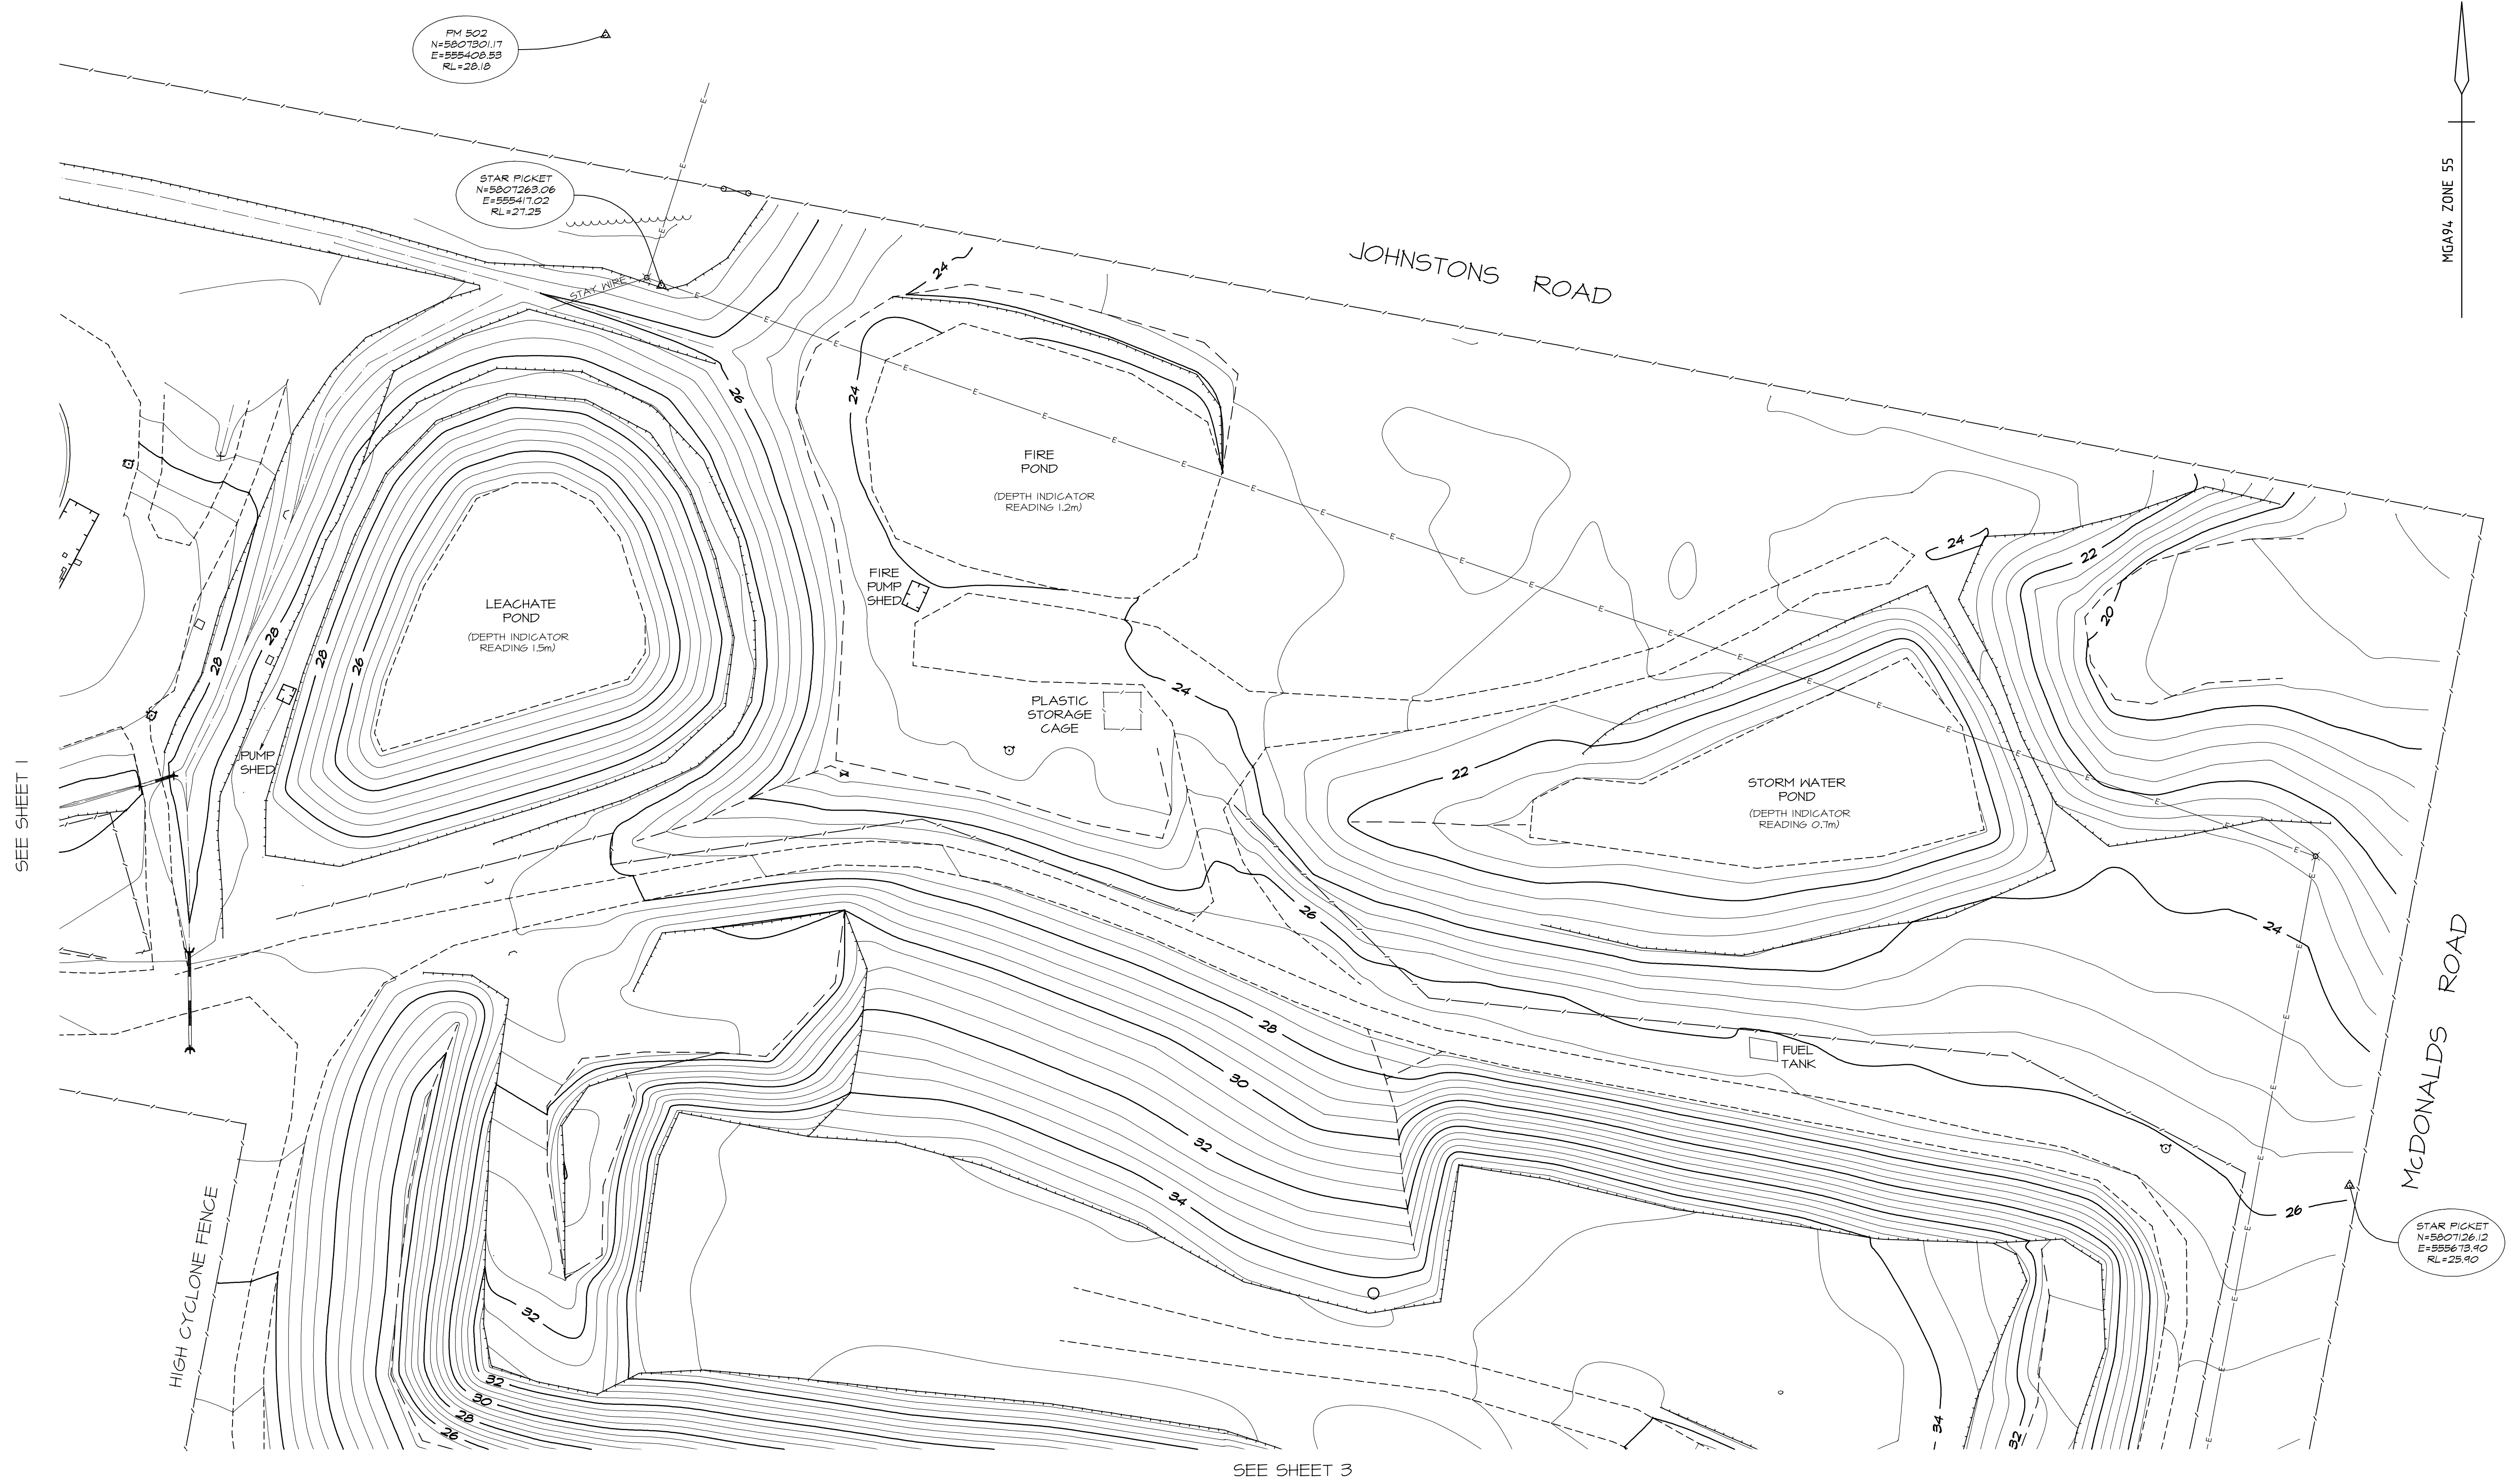 PM 502
N=5807301.17
E=555408.53
RL=28.18
MGA94 ZONE 55
STAR PICKET
N=5807263.06
E=555417.02
RL=27.25
E
E
E
JOHNSTONS ROAD
24
STAY WIRE
E
E
E
E
26
24
E
E
E
FIRE
POND
(DEPTH INDICATOR
READING 1.2m)
E
E
E
E
E
24
22
FIRE
PUMP
SHED
LEACHATE
POND
(DEPTH INDICATOR
READING 1.5m)
28
28
28
26
E
E
E
20
24
PLASTIC
STORAGE
CAGE
E
E
E
E
PUMP
SHED
22
STORM WATER
POND
(DEPTH INDICATOR
READING 0.7m)
E
E
E
E
SEE SHEET 1
26
24
E
28
E
FUEL
TANK
30
E
32
E
34
McDONALDS ROAD
HIGH CYCLONE FENCE
26
STAR PICKET
N=5807126.12
E=555673.90
RL=25.90
E
E
32
E
32
30
28
26
34
32
E
SEE SHEET 3